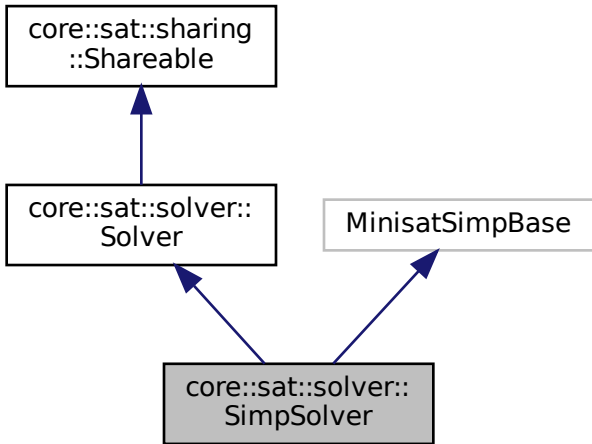 core::sat::sharing
::Shareable
core::sat::solver::
Solver
MinisatSimpBase
core::sat::solver::
SimpSolver